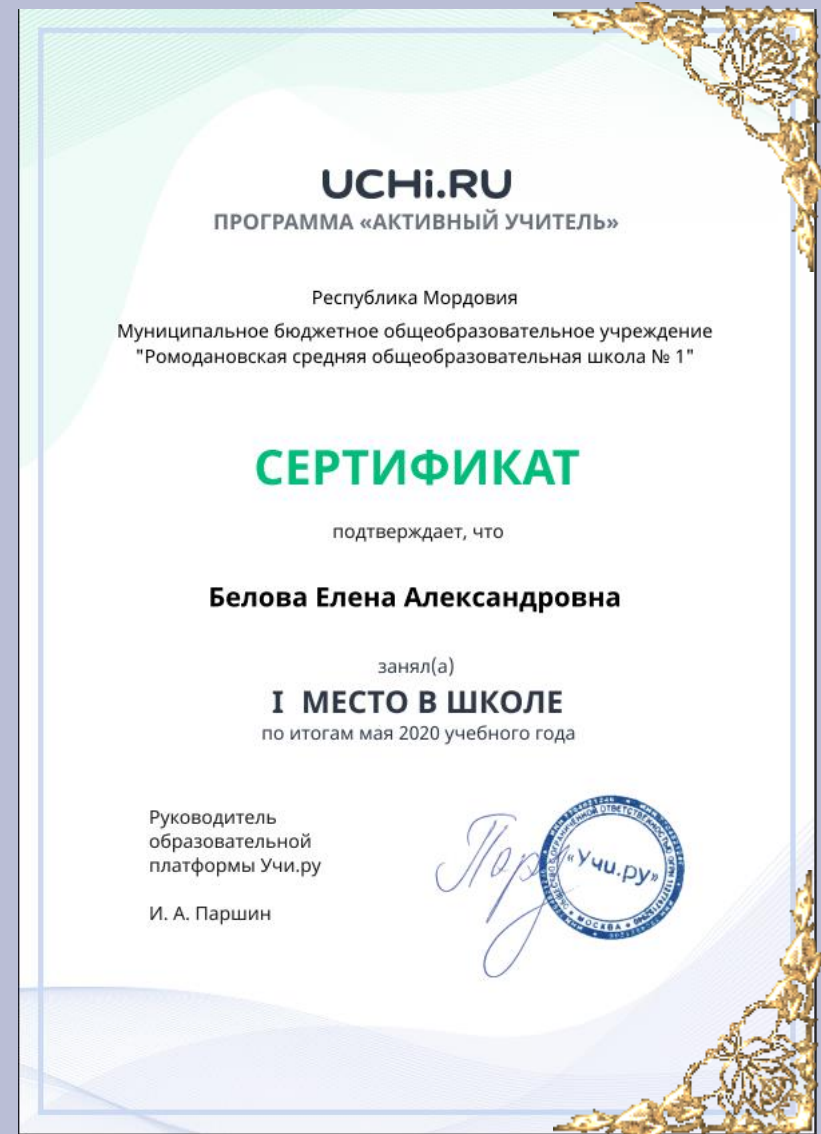 UCHi.RU
ПРОГРАММА «АКТИВНЫЙ УЧИТЕЛЬ»
Республика Мордовия
Муниципальное бюджетное общеобразовательное учреждение
"Ромодановская средняя общеобразовательная школа № 1"
СЕРТИФИКАТ
подтверждает, что
Белова Елена Александровна
занял(а)
I МЕСТО В ШКОЛЕ
по итогам мая 2020 учебного года
Руководитель
образовательной
платформы Учи.ру
И. А. Паршин
«Учи.ру»
МОСКВА